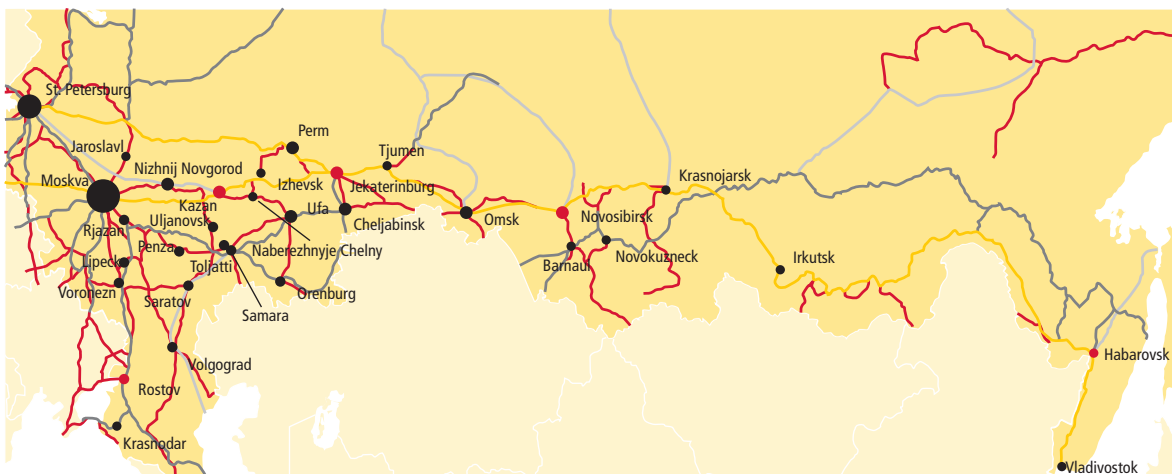 St. Petersburg
Perm
Jaroslavl
Tjumen
Nizhnij Novgorod
Moskva
Izhevsk
Jekaterinburg
Krasnojarsk
Kazan
Ufa
Uljanovsk
Cheljabinsk
Omsk
Novosibirsk
Rjazan
Penza
Naberezhnyje Chelny
Novokuzneck
Barnaul
Lipeck
Toljatti
Irkutsk
Voronezn
Saratov
Orenburg
Samara
Volgograd
Habarovsk
Rostov
Krasnodar
Vladivostok